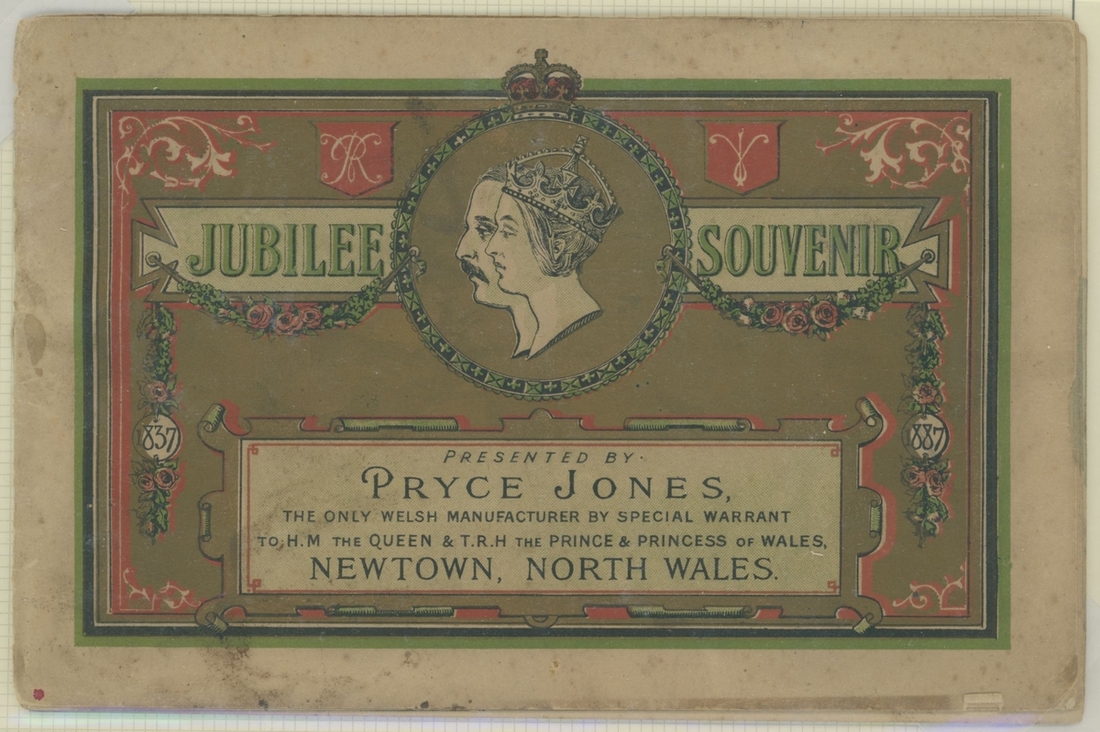 VR
JUBILEE SOUVENIR
1837
1887
PRESENTED BY.
PRYCE JONES,
THE ONLY WELSH MANUFACTURER BY SPECIAL WARRANT
TO H.M THE QUEEN & T.R.H THE PRINCE & PRINCESS OF WALES,
NEWTOWN, NORTH WALES.